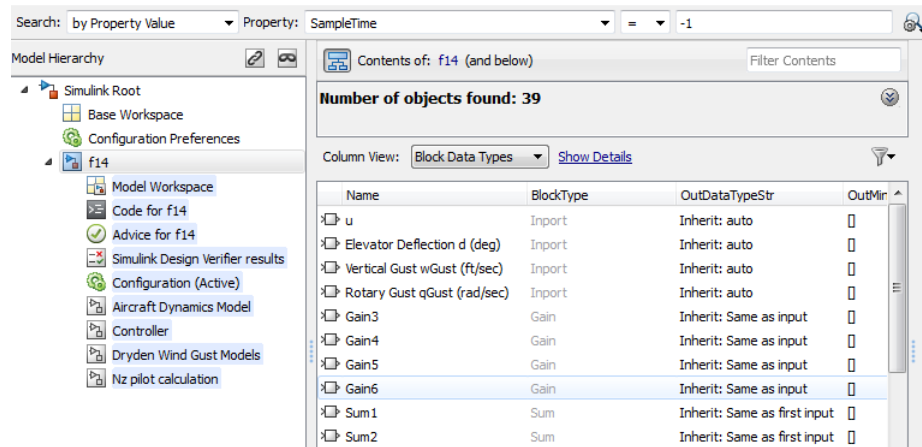 Search: by Property Value Property: SampleTime = -1
Model Hierarchy
Simulink Root
Base Workspace
Configuration Preferences
f14
Model Workspace
Code for f14
Advice for f14
Simulink Design Verifier results
Configuration (Active)
Aircraft Dynamics Model
Controller
Dryden Wind Gust Models
Nz pilot calculation
Contents of: f14 (and below) Filter Contents
Number of objects found: 39
Column View: Block Data Types Show Details
Name BlockType OutDataTypeStr OutMin
u Inport Inherit: auto []
Elevator Deflection d (deg) Inport Inherit: auto []
Vertical Gust wGust (ft/sec) Inport Inherit: auto []
Rotary Gust qGust (rad/sec) Inport Inherit: auto []
Gain3 Gain Inherit: Same as input []
Gain4 Gain Inherit: Same as input []
Gain5 Gain Inherit: Same as input []
Gain6 Gain Inherit: Same as input []
Sum1 Sum Inherit: Same as first input []
Sum2 Sum Inherit: Same as first input []